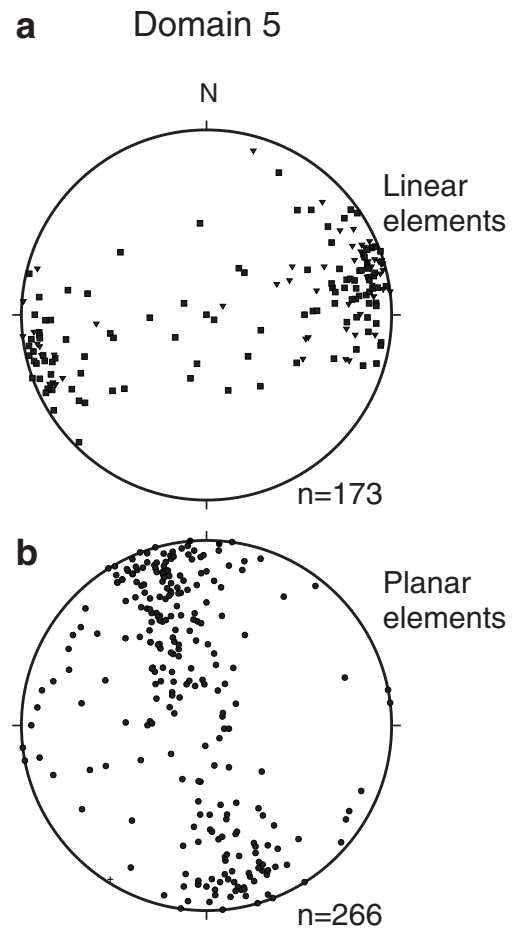 a Domain 5
N
Linear
elements
n=173
b
Planar
elements
n=266